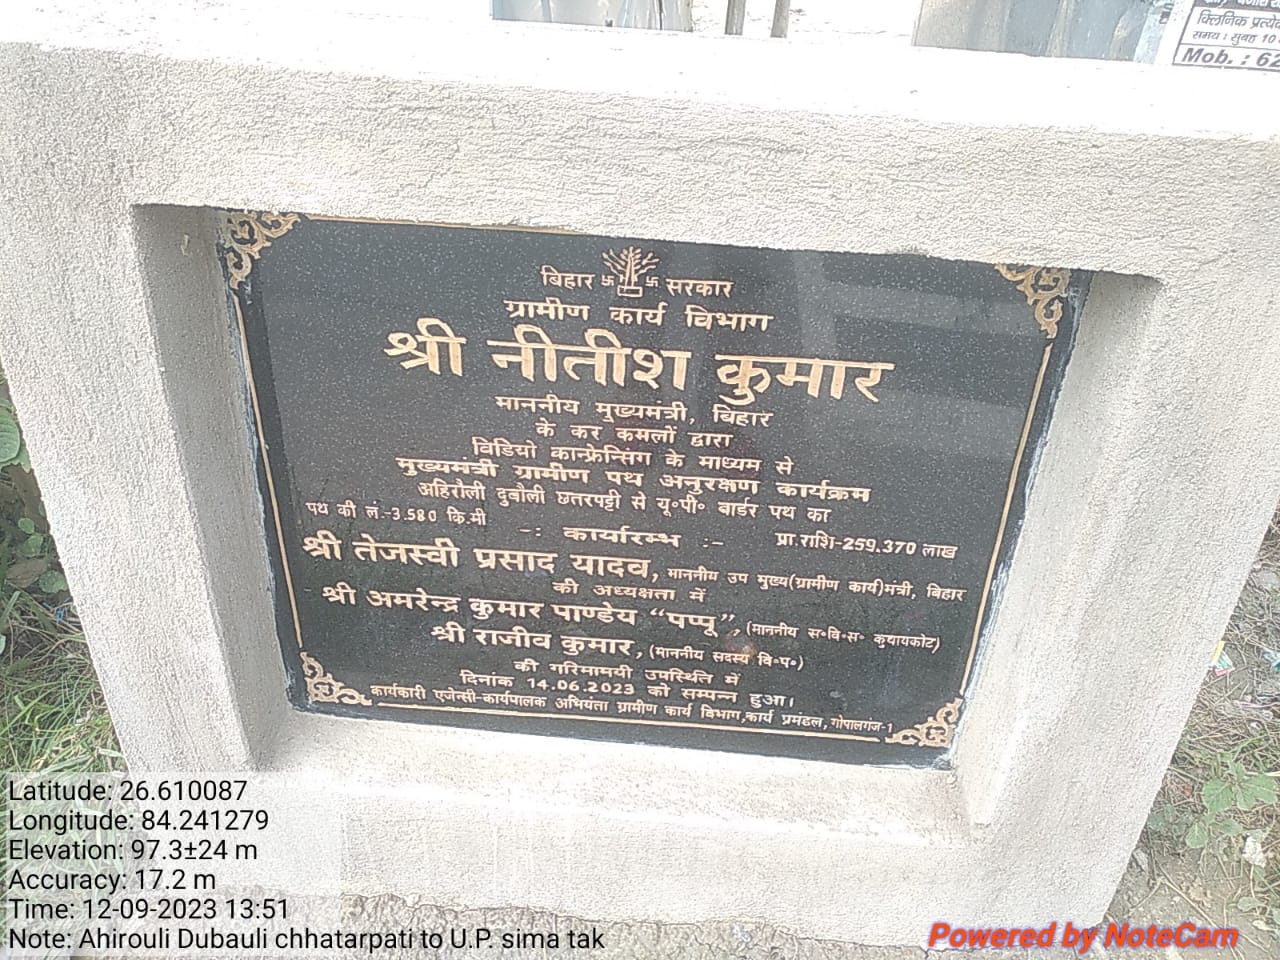 क्लिनिक
समय : सुबह 10
Mob. : 62
बिहार सरकार
ग्रामीण कार्य विभाग
श्री नीतीश कुमार
माननीय मुख्यमंत्री, बिहार
के कर कमलों द्वारा
विडियो कान्फ्रेन्सिंग के माध्यम से
मुख्यमंत्री ग्रामीण पथ अनुरक्षण कार्यक्रम
अहिरौली दुबौली छत्तरपट्टी से यू॰पी॰ बार्डर पथ का
पथ की लं.-3.580 कि.मी -: कार्यारम्भ :- प्रा.राशि-259.370 लाख
श्री तेजस्वी प्रसाद यादव, माननीय उप मुख्य(ग्रामीण कार्य)मंत्री, बिहार
की अध्यक्षता में
श्री अमरेन्द्र कुमार पाण्डेय “पप्पू”, (माननीय स॰वि॰स॰ कुचायकोट)
श्री राजीव कुमार, (माननीय सदस्य वि॰प॰)
की गरिमामयी उपस्थिति में
दिनांक 14.06.2023 को सम्पन्न हुआ।
कार्यकारी एजेन्सी-कार्यपालक अभियंता ग्रामीण कार्य विभाग,कार्य प्रमंडल, गोपालगंज-1
Latitude: 26.610087
Longitude: 84.241279
Elevation: 97.3±24 m
Accuracy: 17.2 m
Time: 12-09-2023 13:51
Note: Ahirouli Dubauli chhatarpati to U.P. sima tak
Powered by NoteCam